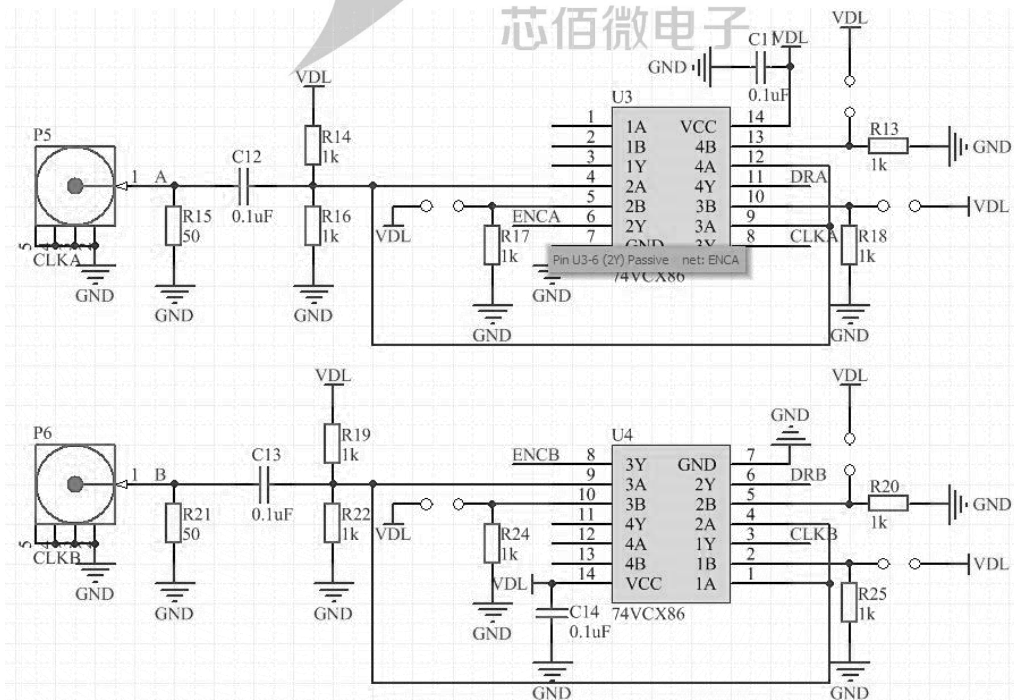 芯佰微电子
VDL
C11
VDL
GND
0.1uF
VDL
U3
P5
R14
1k
1
2
3
4
5
6
7
1A
1B
1Y
2A
2B
2Y
GND
VCC
4B
4A
4Y
3B
3A
3Y
14
13
12
11
10
9
8
R13
1k
GND
C12
0.1uF
1
A
DRA
R15
50
R16
1k
VDL
ENCA
R17
1k
CLKA
R18
1k
VDL
5
4
3
2
CLKA
GND
Pin U3-6 (2Y) Passive net: ENCA
74VCX86
GND
GND
GND
GND
VDL
VDL
GND
P6
R19
1k
U4
C13
0.1uF
1
B
ENCB
8
9
10
11
12
13
14
3Y
3A
3B
4Y
4A
4B
VCC
GND
2Y
2B
2A
1Y
1B
1A
7
6
5
4
3
2
1
DRB
R20
1k
GND
R21
50
R22
1k
VDL
R24
1k
CLKB
VDL
5
4
3
2
CLKB
GND
VDL
C14
0.1uF
74VCX86
R25
1k
GND
GND
GND
GND
GND